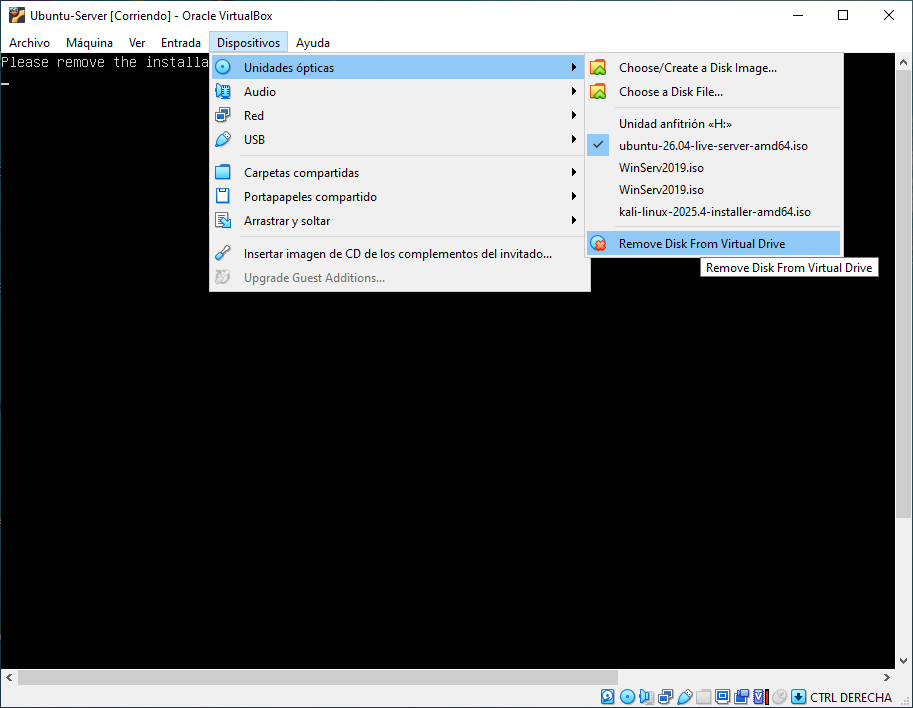 Ubuntu-Server [Corriendo] - Oracle VirtualBox
Archivo Máquina Ver Entrada Dispositivos Ayuda
Please remove the installa
Unidades ópticas
Audio
Red
USB
Carpetas compartidas
Portapapeles compartido
Arrastrar y soltar
Insertar imagen de CD de los complementos del invitado...
Upgrade Guest Additions...
Choose/Create a Disk Image...
Choose a Disk File...
Unidad anfitrión «H:»
ubuntu-26.04-live-server-amd64.iso
WinServ2019.iso
WinServ2019.iso
kali-linux-2025.4-installer-amd64.iso
Remove Disk From Virtual Drive
Remove Disk From Virtual Drive
CTRL DERECHA